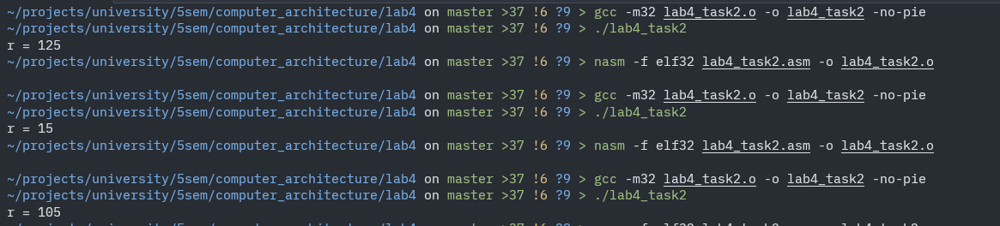 ~/projects/university/5sem/computer_architecture/lab4 on master >37 !6 ?9 > gcc -m32 lab4_task2.o -o lab4_task2 -no-pie
~/projects/university/5sem/computer_architecture/lab4 on master >37 !6 ?9 > ./lab4_task2
r = 125
~/projects/university/5sem/computer_architecture/lab4 on master >37 !6 ?9 > nasm -f elf32 lab4_task2.asm -o lab4_task2.o
~/projects/university/5sem/computer_architecture/lab4 on master >37 !6 ?9 > gcc -m32 lab4_task2.o -o lab4_task2 -no-pie
~/projects/university/5sem/computer_architecture/lab4 on master >37 !6 ?9 > ./lab4_task2
r = 15
~/projects/university/5sem/computer_architecture/lab4 on master >37 !6 ?9 > nasm -f elf32 lab4_task2.asm -o lab4_task2.o
~/projects/university/5sem/computer_architecture/lab4 on master >37 !6 ?9 > gcc -m32 lab4_task2.o -o lab4_task2 -no-pie
~/projects/university/5sem/computer_architecture/lab4 on master >37 !6 ?9 > ./lab4_task2
r = 105